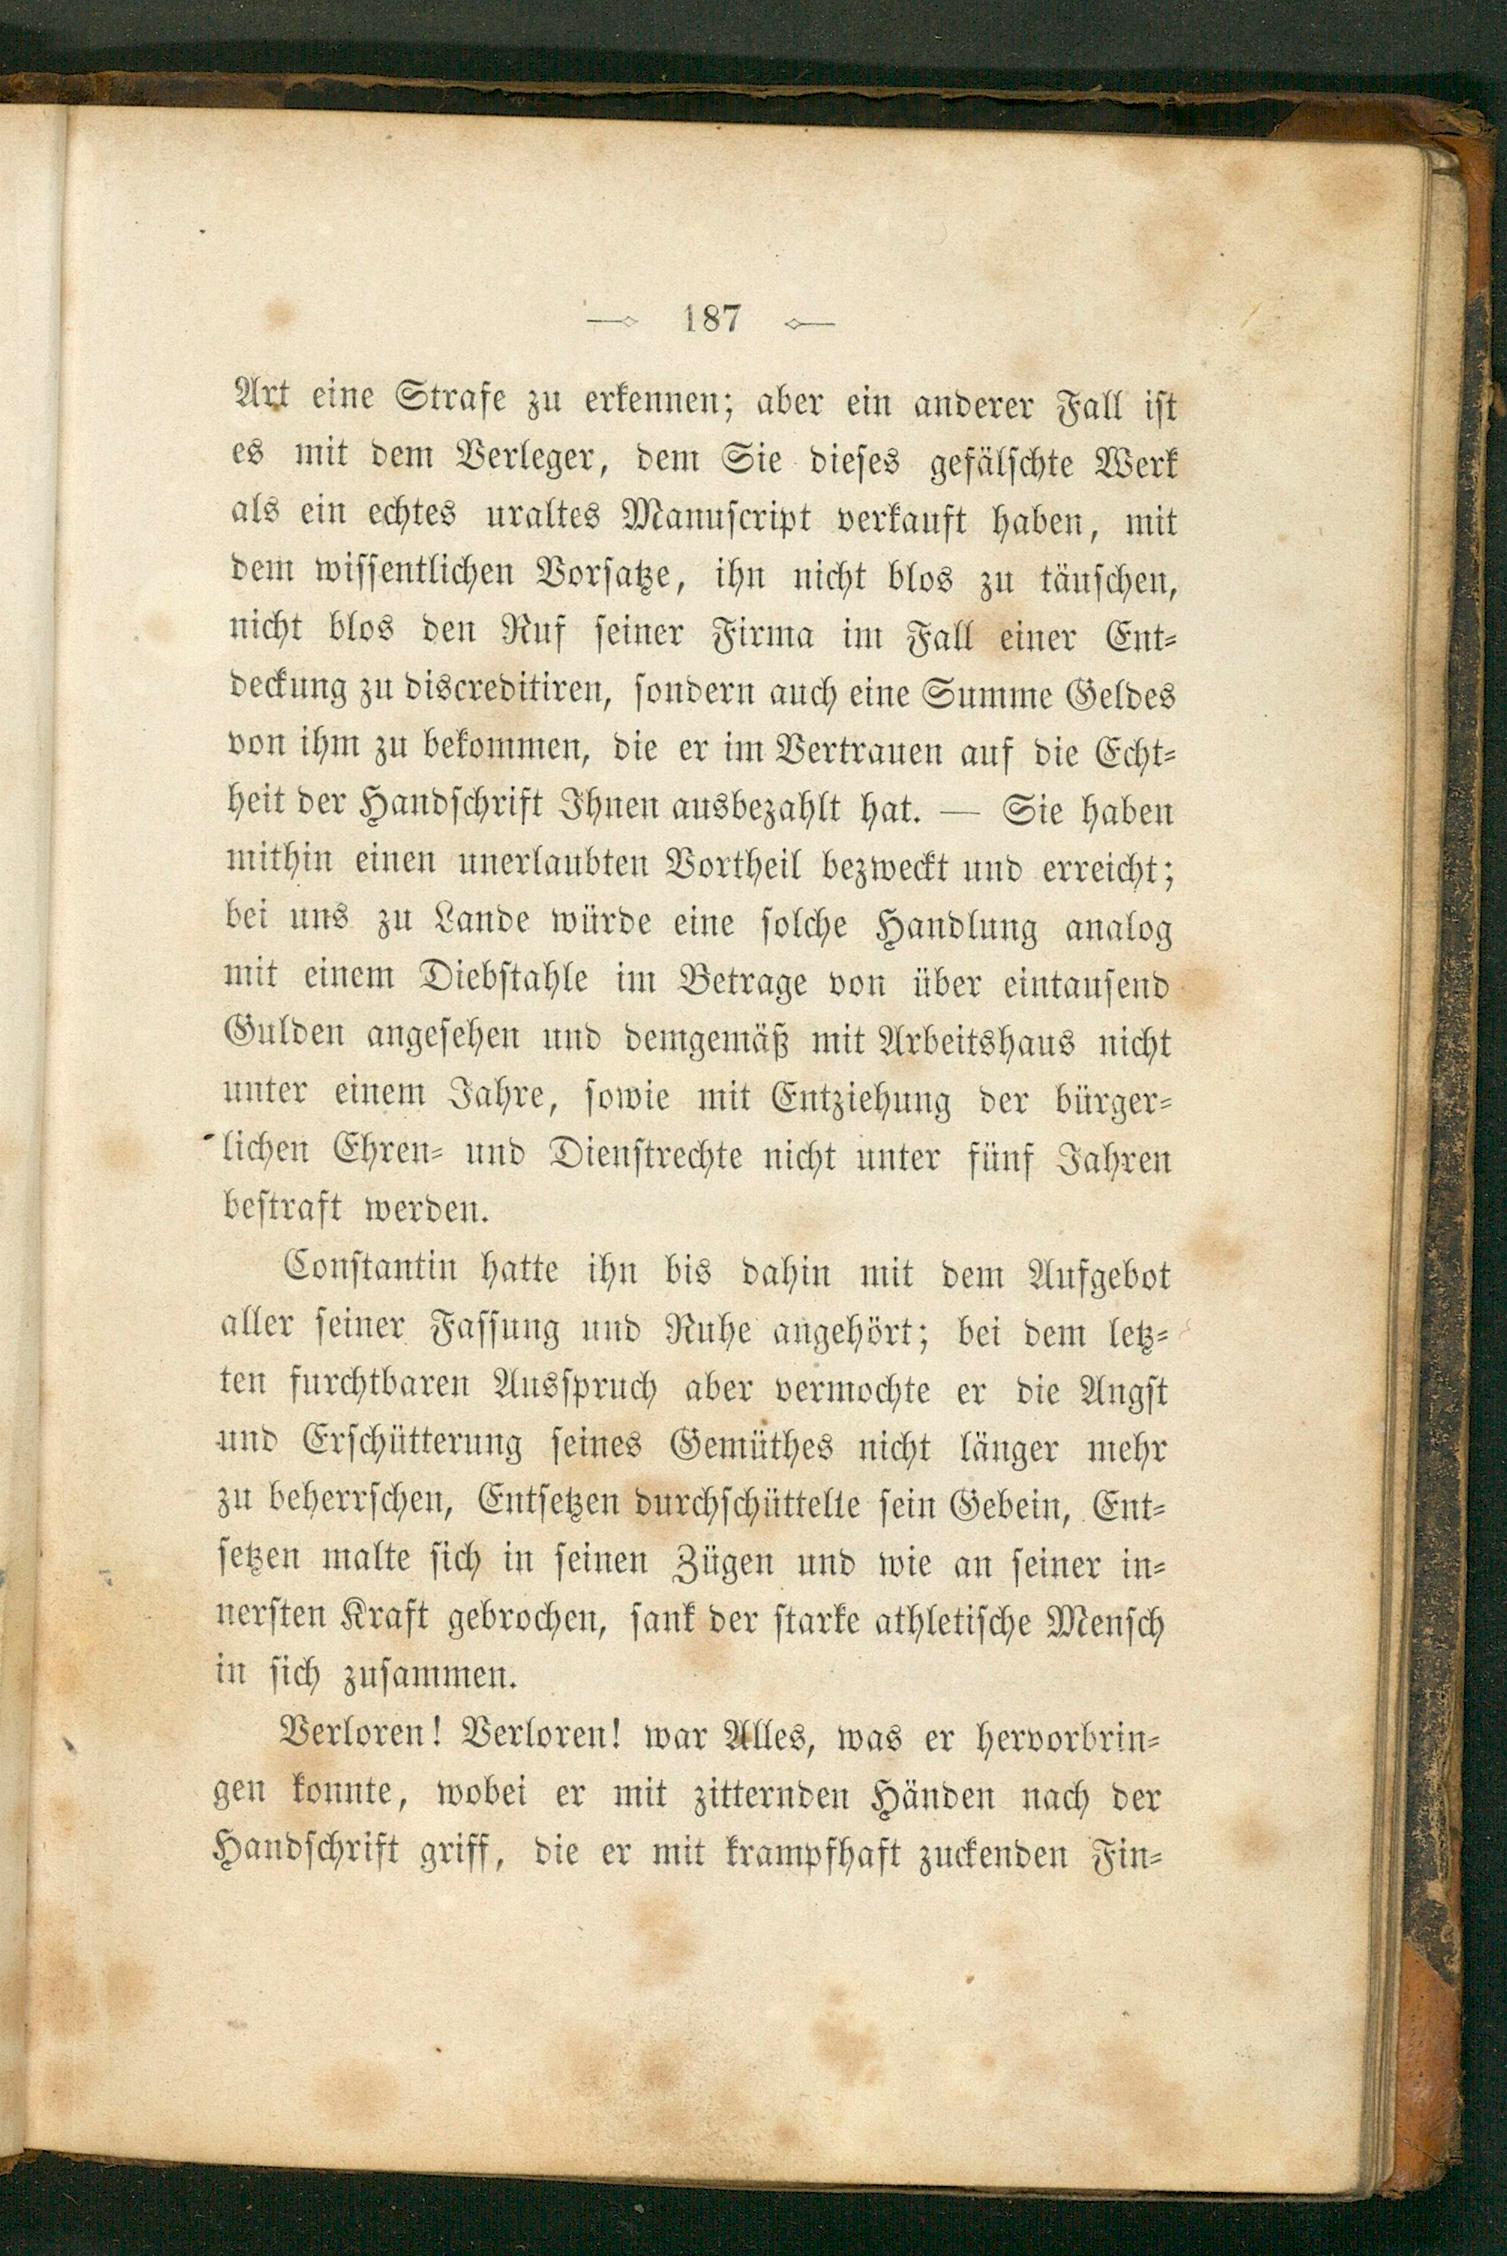 187
Art eine Strafe zu erkennen; aber ein anderer Fall ist
es mit dem Verleger, dem Sie dieses gefälschte Werk
als ein echtes uraltes Manuscript verkauft haben, mit
dem wissentlichen Vorsatze, ihn nicht blos zu täuschen,
nicht blos den Ruf seiner Firma im Fall einer Ent-
deckung zu discreditiren, sondern auch eine Summe Geldes
von ihm zu bekommen, die er im Vertrauen auf die Echt-
heit der Handschrift Ihnen ausbezahlt hat. — Sie haben
mithin einen unerlaubten Vortheil bezweckt und erreicht;
bei uns zu Lande würde eine solche Handlung analog
mit einem Diebstahle im Betrage von über eintausend
Gulden angesehen und demgemäß mit Arbeitshaus nicht
unter einem Jahre, sowie mit Entziehung der bürger-
lichen Ehren- und Dienstrechte nicht unter fünf Jahren
bestraft werden.
Constantin hatte ihn bis dahin mit dem Aufgebot
aller seiner Fassung und Ruhe angehört; bei dem letz-
ten furchtbaren Ausspruch aber vermochte er die Angst
und Erschütterung seines Gemüthes nicht länger mehr
zu beherrschen, Entsetzen durchschüttelte sein Gebein, Ent-
setzen malte sich in seinen Zügen und wie an seiner in-
nersten Kraft gebrochen, sank der starke athletische Mensch
in sich zusammen.
Verloren! Verloren! war Alles, was er hervorbrin-
gen konnte, wobei er mit zitternden Händen nach der
Handschrift griff, die er mit krampfhaft zuckenden Fin-